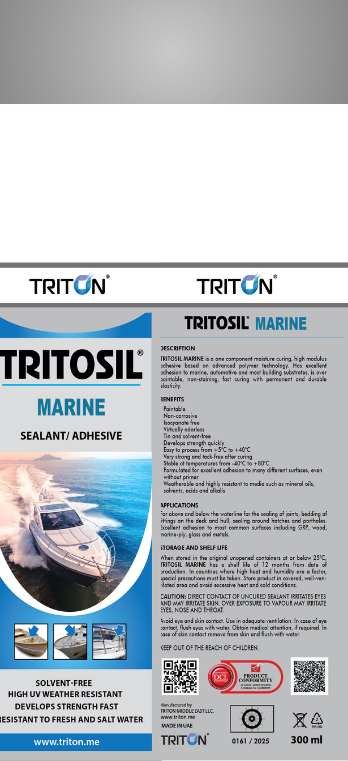 TRITON®
TRITOSIL®
MARINE
SEALANT/ ADHESIVE
SOLVENT-FREE
HIGH UV WEATHER RESISTANT
DEVELOPS STRENGTH FAST
RESISTANT TO FRESH AND SALT WATER
www.triton.me
TRITON®
TRITOSIL® MARINE
DESCRIPTION
TRITOSIL MARINE is a one component moisture curing, high modulus
adhesive based on advanced polymer technology. Has excellent
adhesion to marine, automotive and most building substrates. is over
paintable, non-staining, fast curing with permanent and durable
elasticity.
BENEFITS
Paintable
Non-corrosive
Isocyanate free
Virtually odorless
Tin and solvent-free
Develops strength quickly
Easy to process from +5°C to +40°C
Very strong and tack-free after curing
Stable at temperatures from -40°C to +80°C
Formulated for excellent adhesion to many different surfaces, even
without primer
Weatherable and highly resistant to media such as mineral oils,
solvents, acids and alkalis
APPLICATIONS
For above and below the waterline for the sealing of joints, bedding of
fittings on the deck and hull, sealing around hatches and portholes.
Excellent adhesion to most common surfaces including GRP, wood,
marine-ply, glass and metals.
STORAGE AND SHELF LIFE
When stored in the original unopened containers at or below 25°C,
TRITOSIL MARINE has a shelf life of 12 months from date of
production. In countries where high heat and humidity are a factor,
special precautions must be taken. Store product in covered, well-ven-
tilated area and avoid excessive heat and cold conditions.
CAUTION: DIRECT CONTACT OF UNCURED SEALANT IRRITATES EYES
AND MAY IRRITATE SKIN. OVER EXPOSURE TO VAPOUR MAY IRRITATE
EYES, NOSE AND THROAT.
Avoid eye and skin contact. Use in adequate ventilation. In case of eye
contact, flush eyes with water. Obtain medical attention, if required. In
case of skin contact remove from skin and flush with water.
KEEP OUT OF THE REACH OF CHILDREN.
DCL
PRODUCT
CONFORMITY
Manufactured by
TRITON MIDDLE EAST LLC.
www.triton.me
MADE IN UAE
TRITON®
0161 / 2025
300 ml